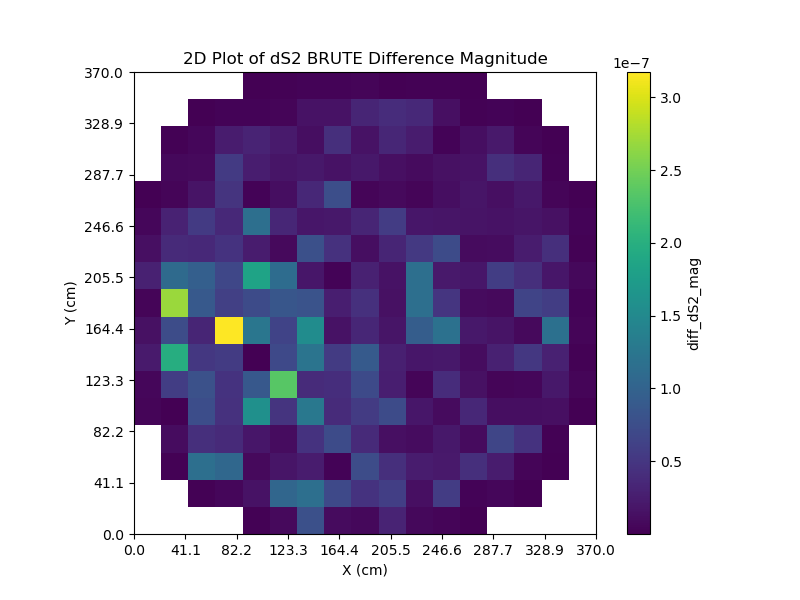 2D Plot of dS2 BRUTE Difference Magnitude
1e−7
370.0
328.9
287.7
246.6
205.5
164.4
123.3
82.2
41.1
0.0
Y (cm)
0.0 41.1 82.2 123.3 164.4 205.5 246.6 287.7 328.9 370.0
X (cm)
3.0
2.5
2.0
1.5
1.0
0.5
diff_dS2_mag